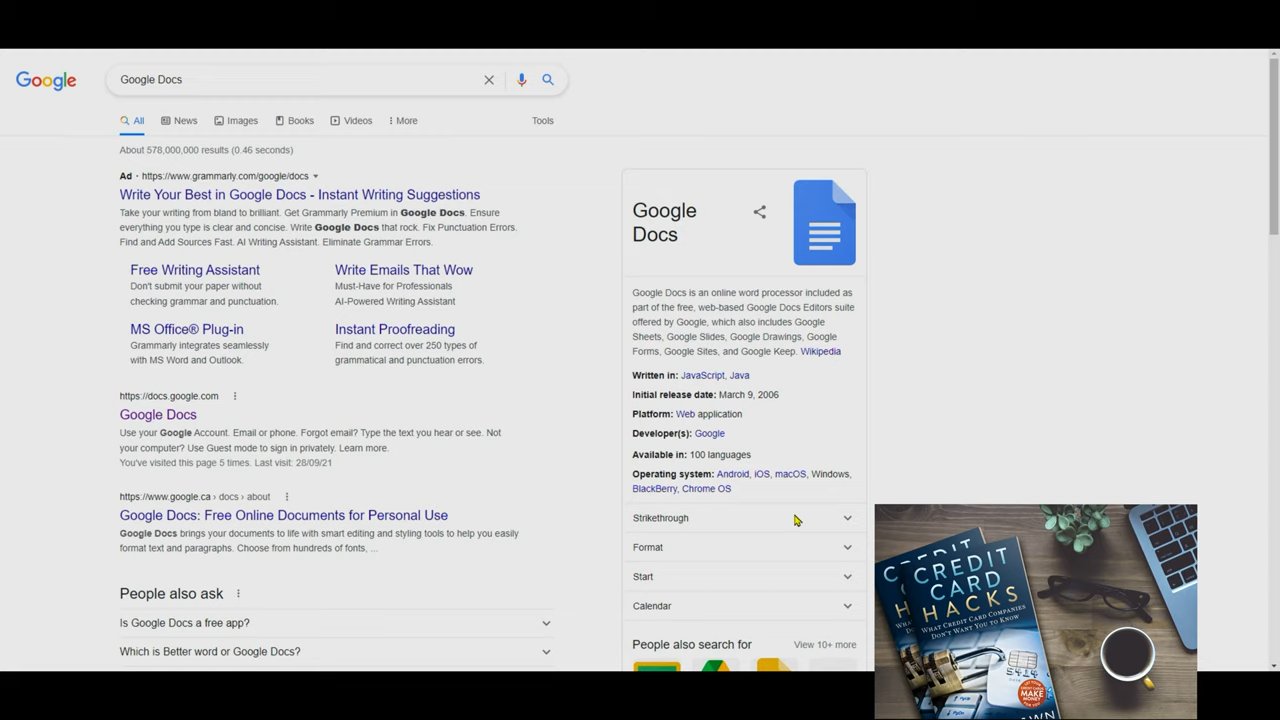 Google
Google Docs
All
News
Images
Books
Videos
More
Tools
About 578,000,000 results (0.46 seconds)
Ad · https://www.grammarly.com/google/docs
Write Your Best in Google Docs - Instant Writing Suggestions
Take your writing from bland to brilliant. Get Grammarly Premium in Google Docs. Ensure
everything you type is clear and concise. Write Google Docs that rock. Fix Punctuation Errors.
Find and Add Sources Fast. AI Writing Assistant. Eliminate Grammar Errors.
Free Writing Assistant
Don't submit your paper without
checking grammar and punctuation.
Write Emails That Wow
Must-Have for Professionals
AI-Powered Writing Assistant
MS Office® Plug-in
Grammarly integrates seamlessly
with MS Word and Outlook.
Instant Proofreading
Find and correct over 250 types of
grammatical and punctuation errors.
https://docs.google.com
Google Docs
Use your Google Account. Email or phone. Forgot email? Type the text you hear or see. Not
your computer? Use Guest mode to sign in privately. Learn more.
You've visited this page 5 times. Last visit: 28/09/21
https://www.google.ca › docs › about
Google Docs: Free Online Documents for Personal Use
Google Docs brings your documents to life with smart editing and styling tools to help you easily
format text and paragraphs. Choose from hundreds of fonts, ...
People also ask
Is Google Docs a free app?
Which is Better word or Google Docs?
Google
Docs
Google Docs is an online word processor included as
part of the free, web-based Google Docs Editors suite
offered by Google, which also includes Google
Sheets, Google Slides, Google Drawings, Google
Forms, Google Sites, and Google Keep. Wikipedia
Written in: JavaScript, Java
Initial release date: March 9, 2006
Platform: Web application
Developer(s): Google
Available in: 100 languages
Operating system: Android, iOS, macOS, Windows,
BlackBerry, Chrome OS
Strikethrough
Format
Start
Calendar
People also search for
View 10+ more
CREDIT
CARD
HACKS
WHAT CREDIT CARD COMPANIES
DON'T WANT YOU TO KNOW
5414
MAKE
MONEY